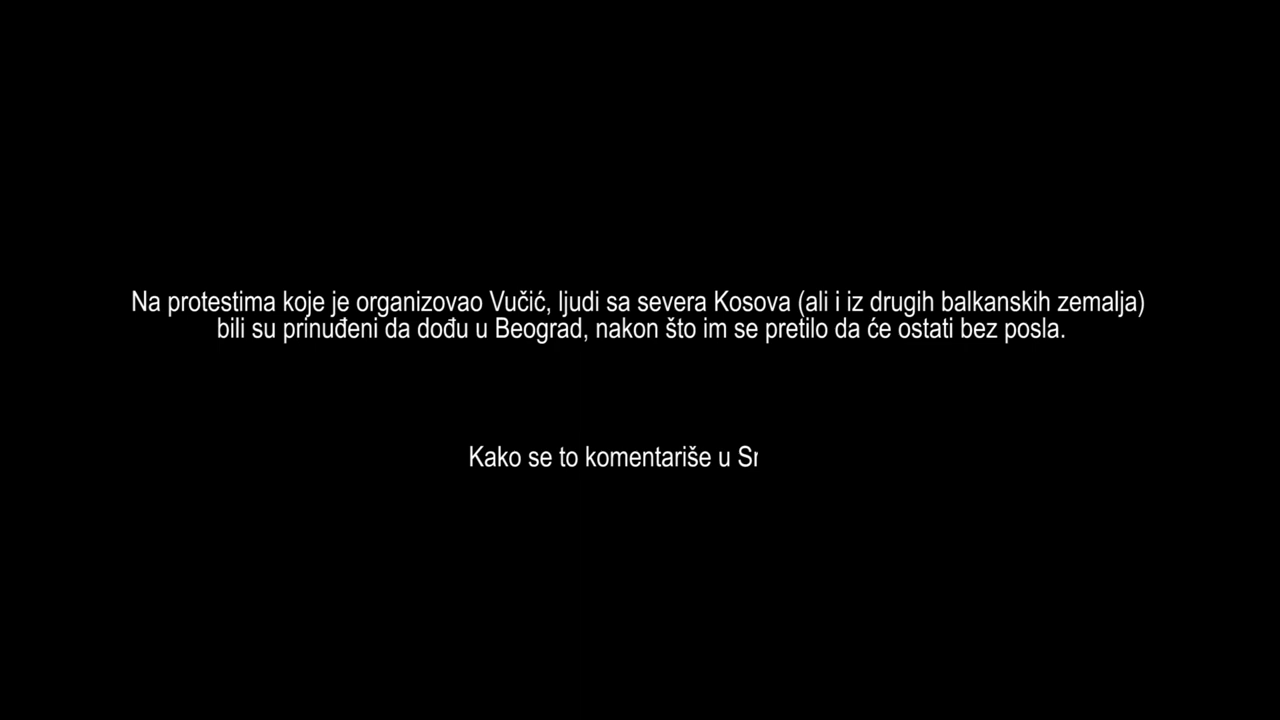 Na protestima koje je organizovao Vučić, ljudi sa severa Kosova (ali i iz drugih balkanskih zemalja)
bili su prinuđeni da dođu u Beograd, nakon što im se pretilo da će ostati bez posla.
Kako se to komentariše u